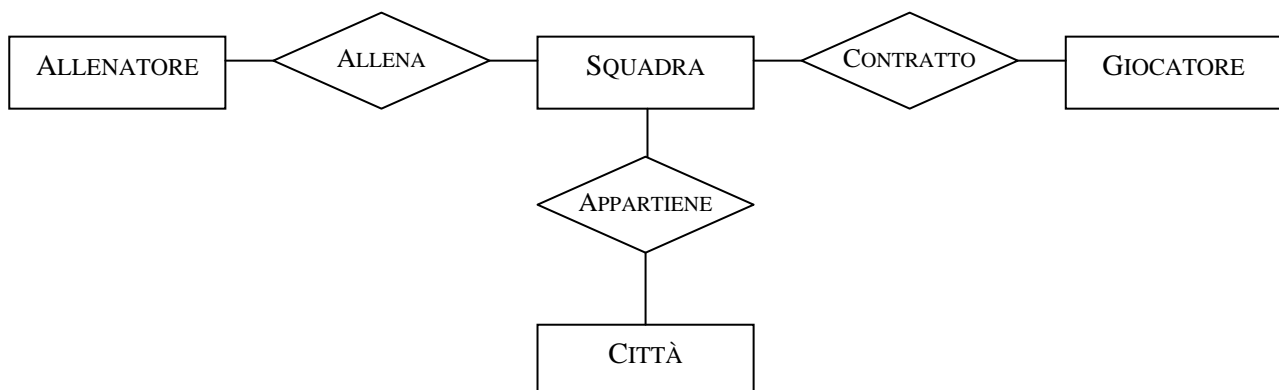 ALLENATORE ALLENA SQUADRA CONTRATTO GIOCATORE
APPARTIENE
CITTÀ